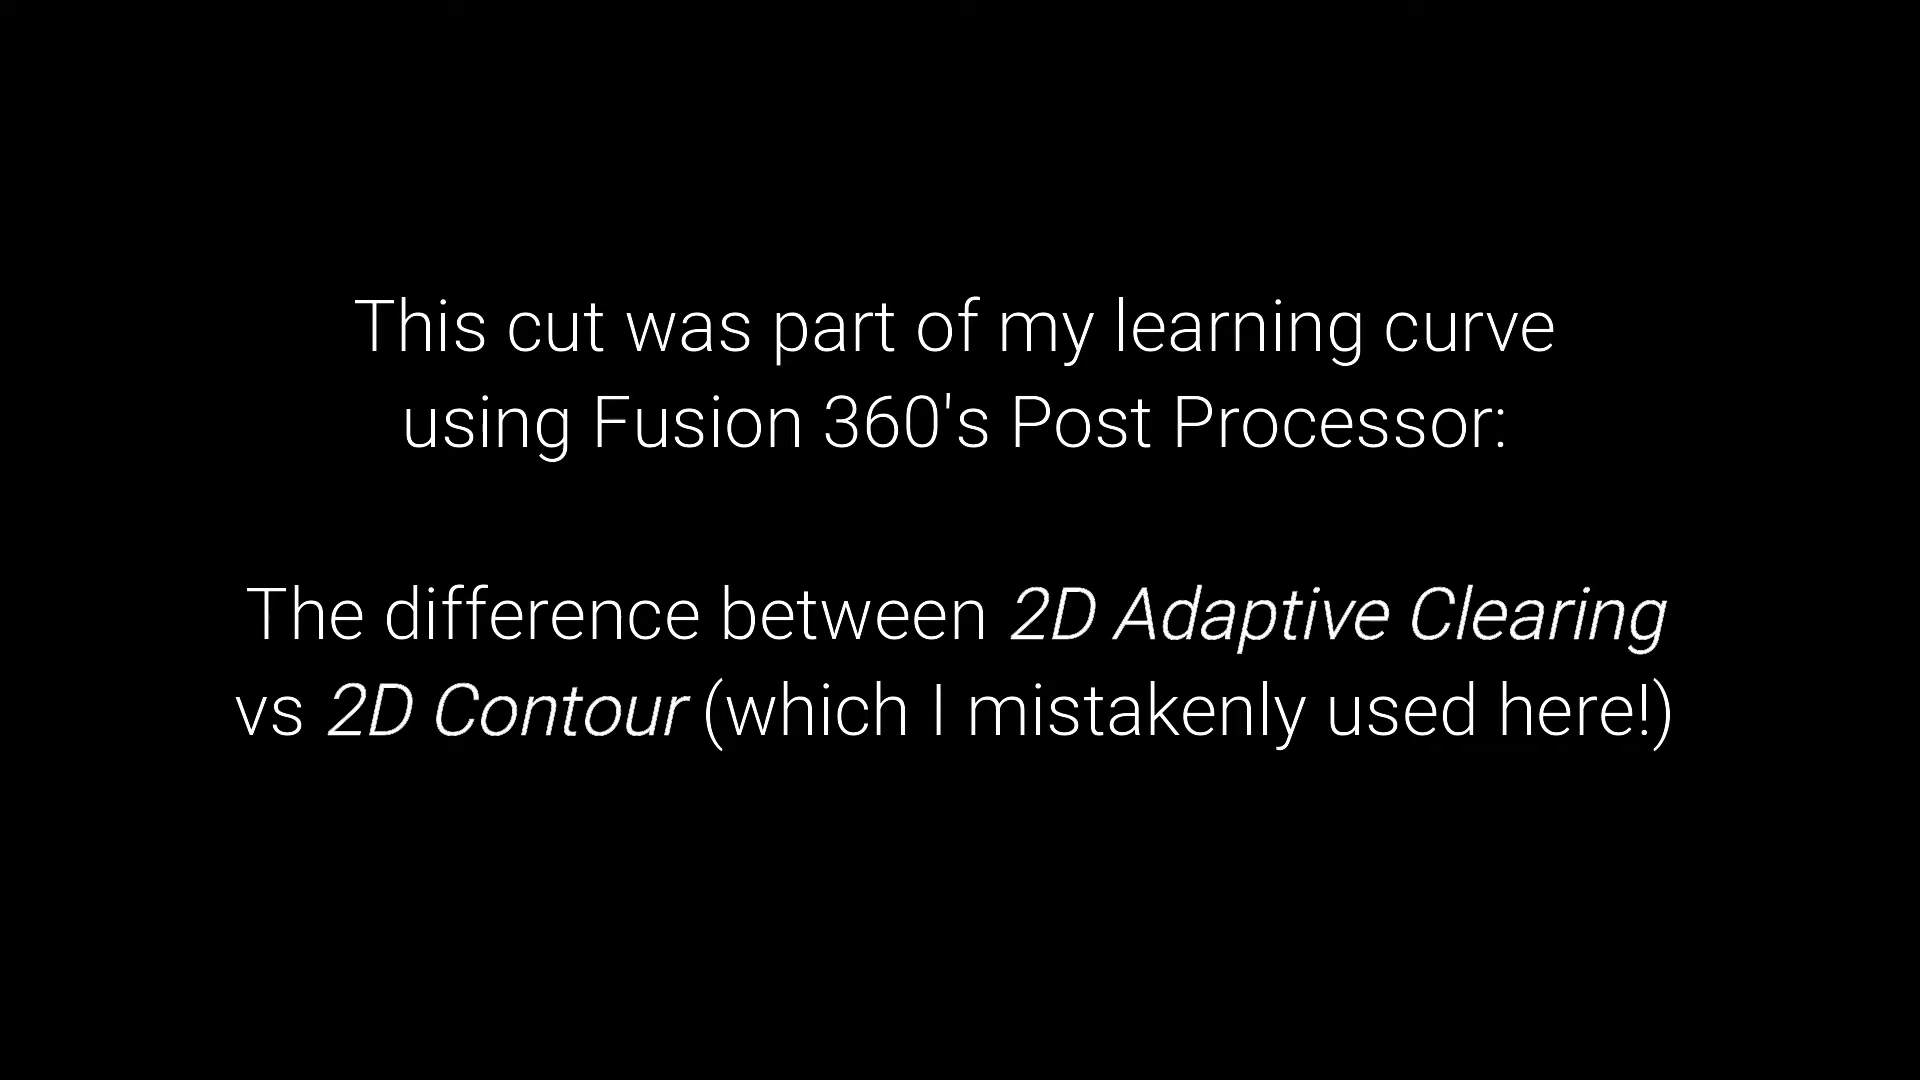 This cut was part of my learning curve
using Fusion 360's Post Processor:
The difference between 2D Adaptive Clearing
vs 2D Contour (which I mistakenly used here!)